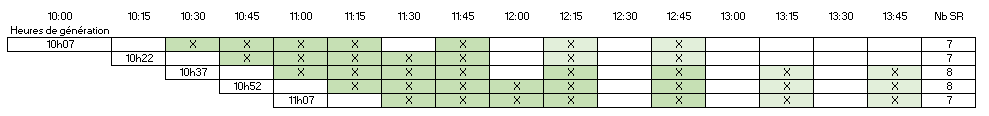 10:00 10:15 10:30 10:45 11:00 11:15 11:30 11:45 12:00 12:15 12:30 12:45 13:00 13:15 13:30 13:45 Nb SR
Heures de génération
10h07 X X X X X X X 7
10h22 X X X X X X X 7
10h37 X X X X X X X X 8
10h52 X X X X X X X X 8
11h07 X X X X X X X 7